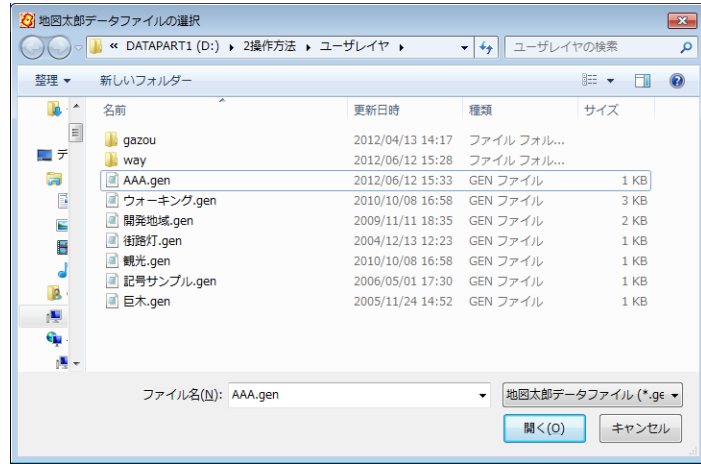 地図太郎データファイルの選択
« DATAPART1 (D:) ▸ 2操作方法 ▸ ユーザレイヤ ▸ ユーザレイヤの検索
整理 ▼ 新しいフォルダー
名前 更新日時 種類 サイズ
gazou 2012/04/13 14:17 ファイル フォル...
way 2012/06/12 15:28 ファイル フォル...
デ AAA.gen 2012/06/12 15:33 GEN ファイル 1 KB
ウォーキング.gen 2010/10/08 16:58 GEN ファイル 3 KB
開発地域.gen 2009/11/11 18:35 GEN ファイル 2 KB
街路灯.gen 2004/12/13 12:23 GEN ファイル 1 KB
観光.gen 2010/10/08 16:58 GEN ファイル 1 KB
記号サンプル.gen 2006/05/01 17:30 GEN ファイル 1 KB
巨木.gen 2005/11/24 14:52 GEN ファイル 1 KB
ファイル名(N): AAA.gen 地図太郎データファイル (*.ge
開く(O) キャンセル